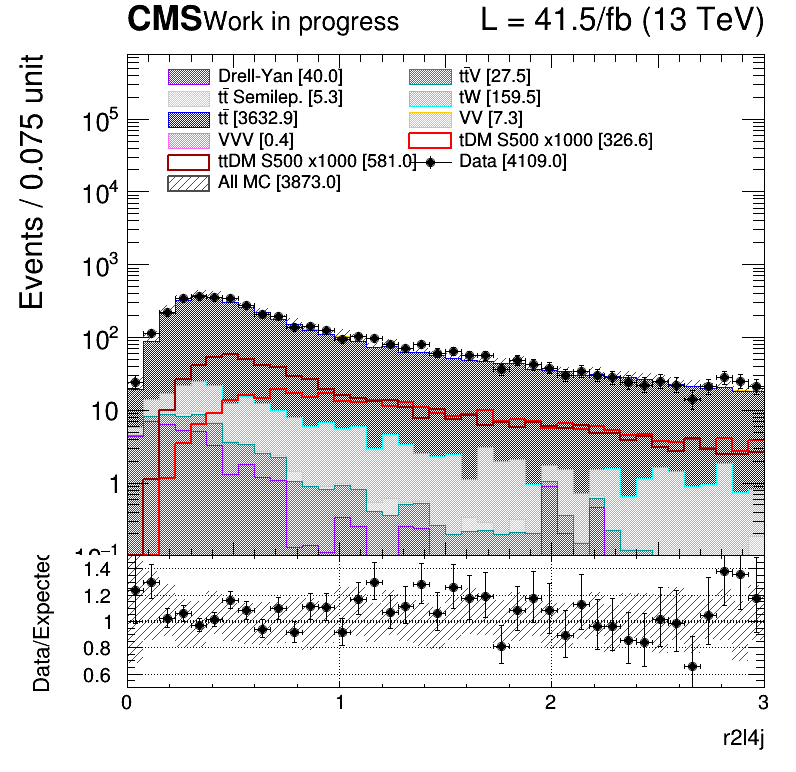 CMS Work in progress L = 41.5/fb (13 TeV)
Drell-Yan [40.0] tt̄V [27.5]
tt̄ Semilep. [5.3] tW [159.5]
tt̄ [3632.9] VV [7.3]
VVV [0.4] tDM S500 x1000 [326.6]
ttDM S500 x1000 [581.0] Data [4109.0]
All MC [3873.0]
Events / 0.075 unit
10⁵
10⁴
10³
10²
10
1
10⁻¹
Data/Expected
1.4
1.2
1
0.8
0.6
0 1 2 3
r2l4j